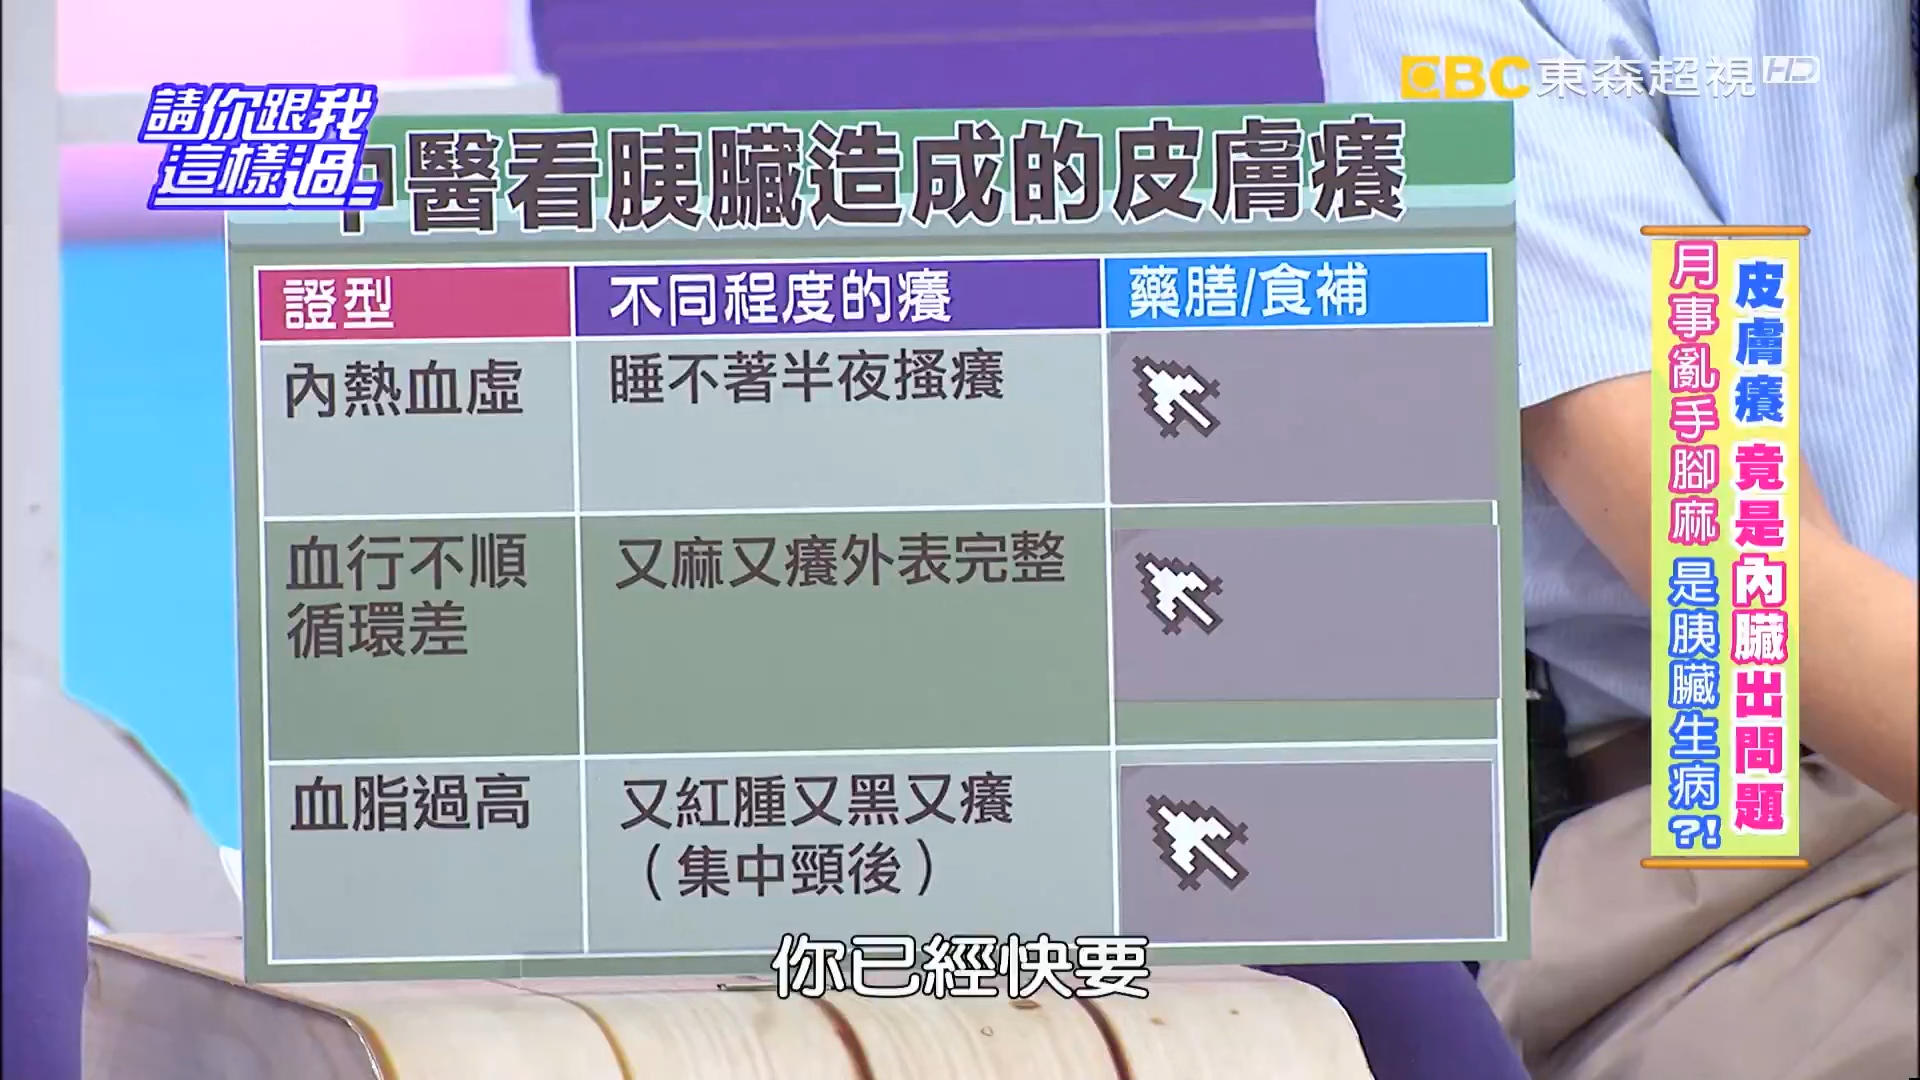 請你跟我
這樣過
EBC東森超視HD
中醫看胰臟造成的皮膚癢
證型
不同程度的癢
藥膳/食補
內熱血虛
睡不著半夜搔癢
血行不順
循環差
又麻又癢外表完整
血脂過高
又紅腫又黑又癢
（集中頸後）
皮膚癢 竟是內臟出問題
月事亂手腳麻 是胰臟生病?!
你已經快要